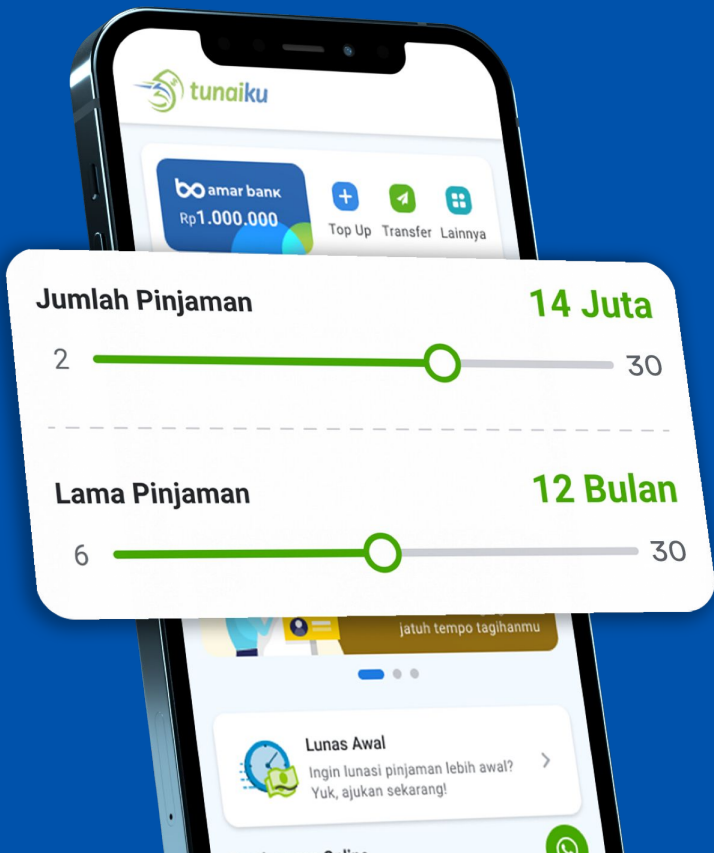 tunaiku
amar bank
Rp1.000.000
Top Up Transfer Lainnya
Jumlah Pinjaman 14 Juta
2 30
Lama Pinjaman 12 Bulan
6 30
jatuh tempo tagihanmu
Lunas Awal
Ingin lunasi pinjaman lebih awal?
Yuk, ajukan sekarang!